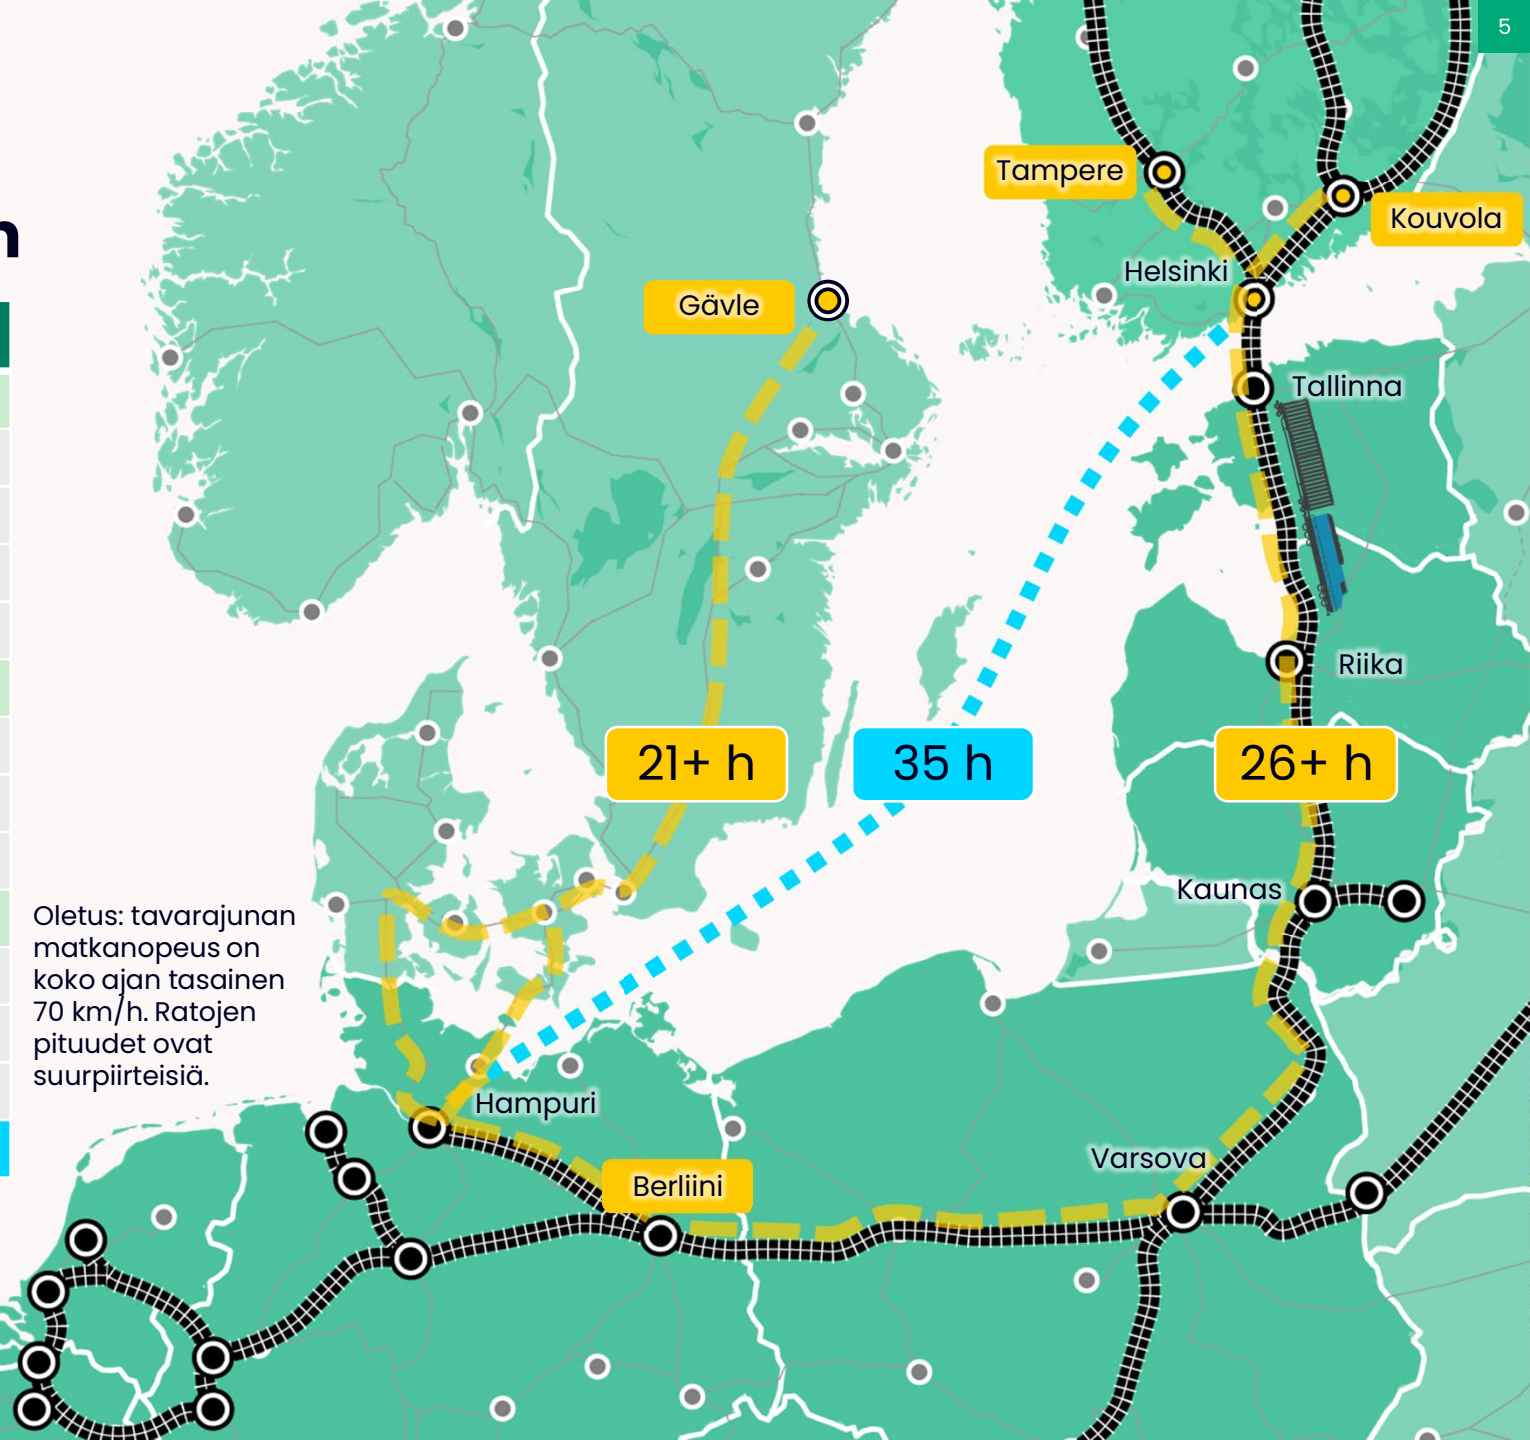 5
n
Tampere
Kouvola
Helsinki
Gävle
Tallinna
Riika
21+ h
35 h
26+ h
Kaunas
Oletus: tavarajunan
matkanopeus on
koko ajan tasainen
70 km/h. Ratojen
pituudet ovat
suurpiirteisiä.
Hampuri
Varsova
Berliini